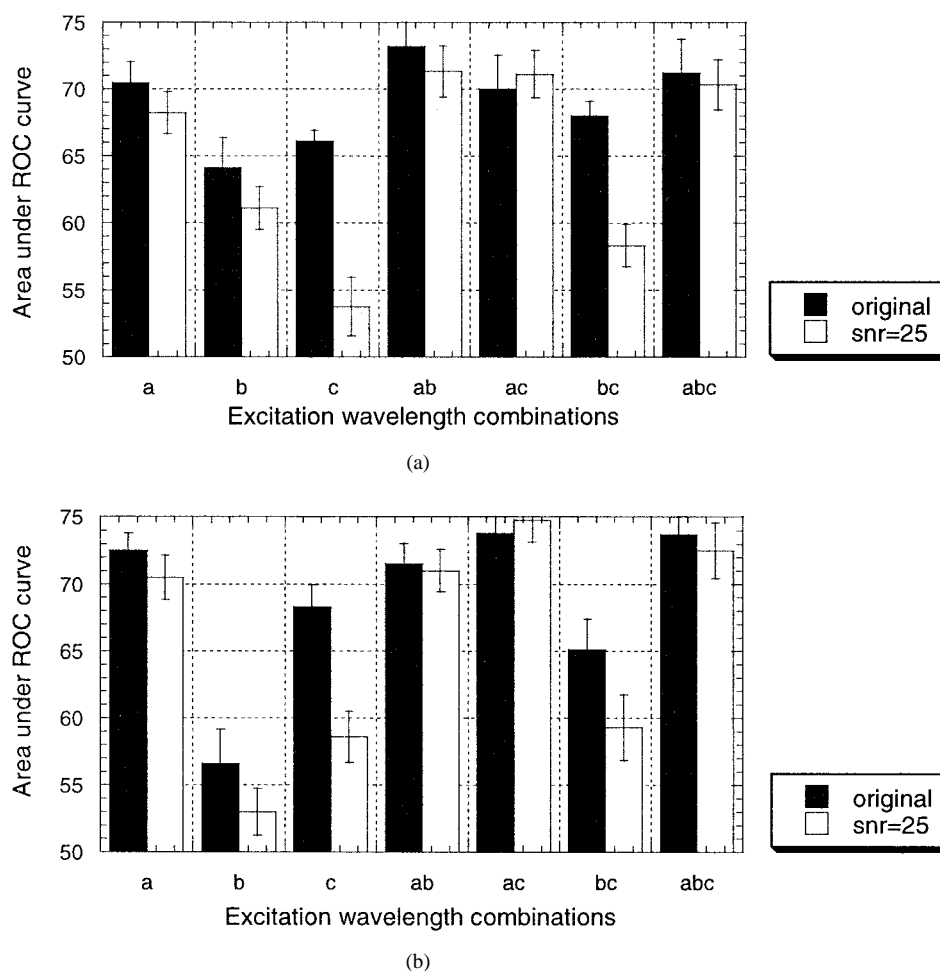 75
70
65
60
55
50
Area under ROC curve
a b c ab ac bc abc
Excitation wavelength combinations
original
snr=25
(a)
75
70
65
60
55
50
Area under ROC curve
a b c ab ac bc abc
Excitation wavelength combinations
original
snr=25
(b)